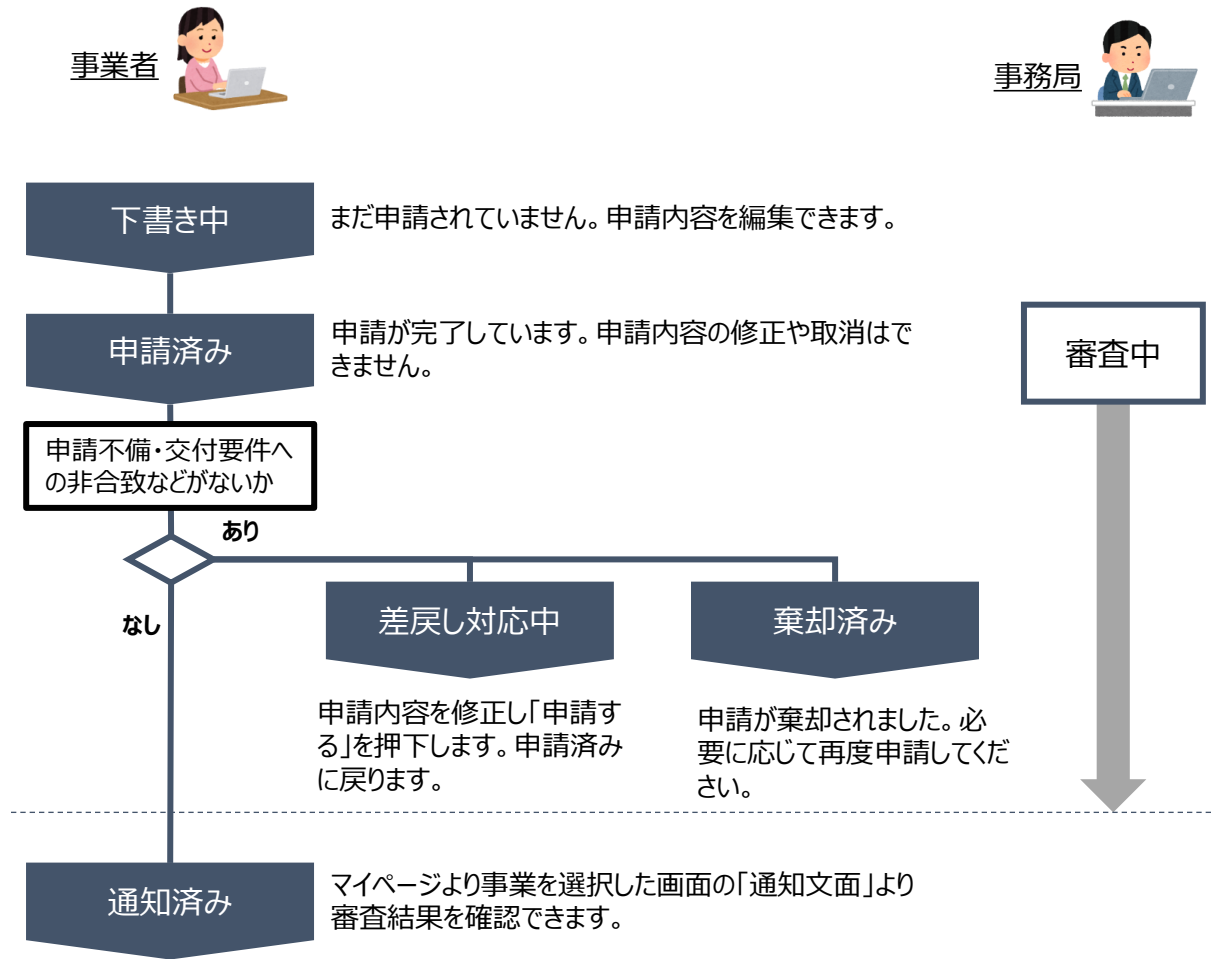 事業者
事務局
下書き中
まだ申請されていません。申請内容を編集できます。
申請済み
申請が完了しています。申請内容の修正や取消はで
きません。
審査中
申請不備・交付要件へ
の非合致などがないか
あり
なし
差戻し対応中
棄却済み
申請内容を修正し「申請す
る」を押下します。申請済み
に戻ります。
申請が棄却されました。必
要に応じて再度申請してくだ
さい。
通知済み
マイページより事業を選択した画面の「通知文面」より
審査結果を確認できます。